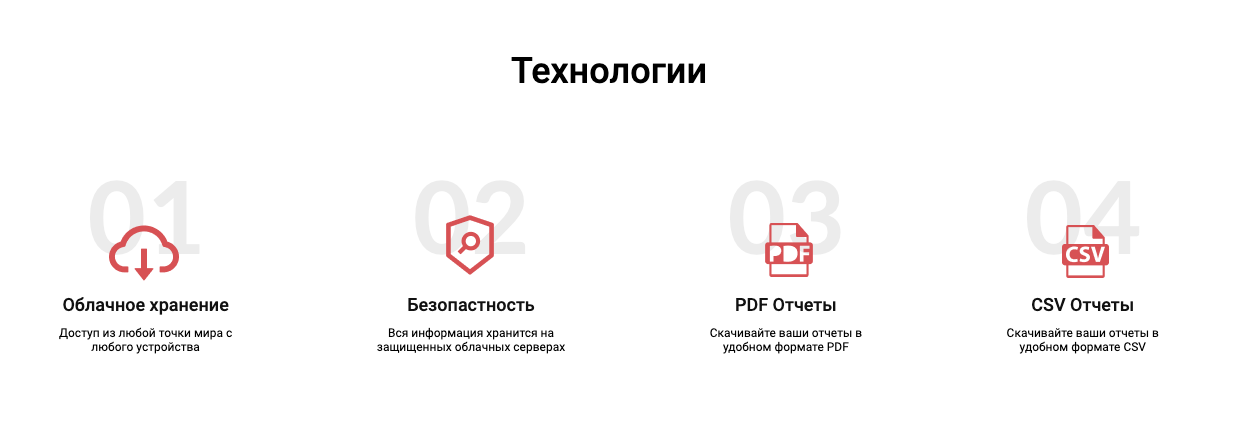 Технологии
01
02
03
04
PDF
CSV
Облачное хранение
Безопастность
PDF Отчеты
CSV Отчеты
Доступ из любой точки мира с
любого устройства
Вся информация хранится на
защищенных облачных серверах
Скачивайте ваши отчеты в
удобном формате PDF
Скачивайте ваши отчеты в
удобном формате CSV